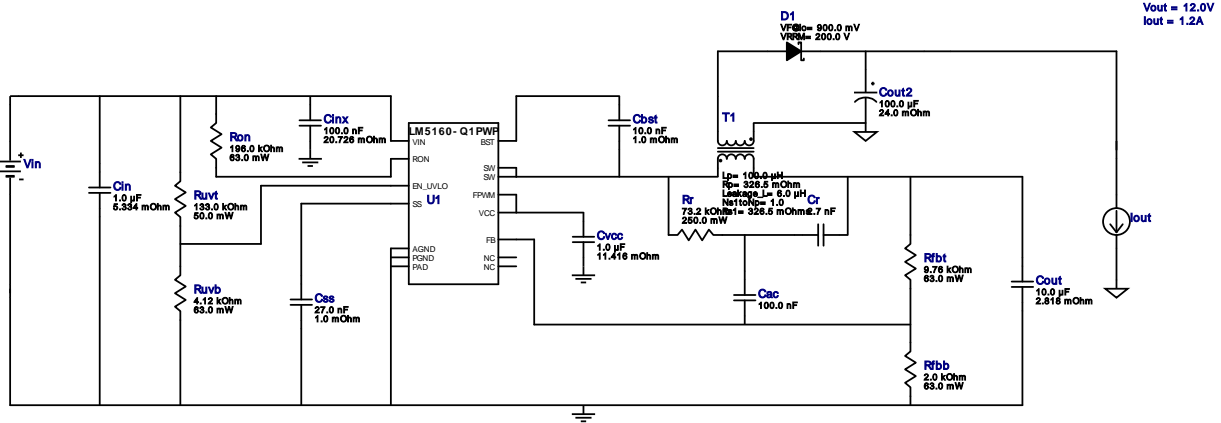 Vout = 12.0V
Iout = 1.2A
D1
VF@Io= 900.0 mV
VRRM= 200.0 V
Cout2
100.0 µF
24.0 mOhm
T1
Lp= 100.0 µH
Rp= 326.5 mOhm
Leakage_L= 6.0 µH
Ns1toNp= 1.0
Rs1= 326.5 mOhm
Vin
+
-
Cin
1.0 µF
5.334 mOhm
Ron
196.0 kOhm
63.0 mW
Ruvt
133.0 kOhm
50.0 mW
Ruvb
4.12 kOhm
63.0 mW
Cinx
100.0 nF
20.726 mOhm
Css
27.0 nF
1.0 mOhm
LM5160-Q1PWP
U1
VIN
RON
EN_UVLO
SS
AGND
PGND
PAD
BST
SW
SW
FPWM
VCC
FB
NC
NC
Cbst
10.0 nF
1.0 mOhm
Cvcc
1.0 µF
11.416 mOhm
Rr
73.2 kOhm
250.0 mW
Cr
2.7 nF
Cac
100.0 nF
Rfbt
9.76 kOhm
63.0 mW
Rfbb
2.0 kOhm
63.0 mW
Cout
10.0 µF
2.818 mOhm
Iout